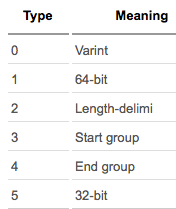 Type Meaning
0 Varint
1 64-bit
2 Length-delimi
3 Start group
4 End group
5 32-bit